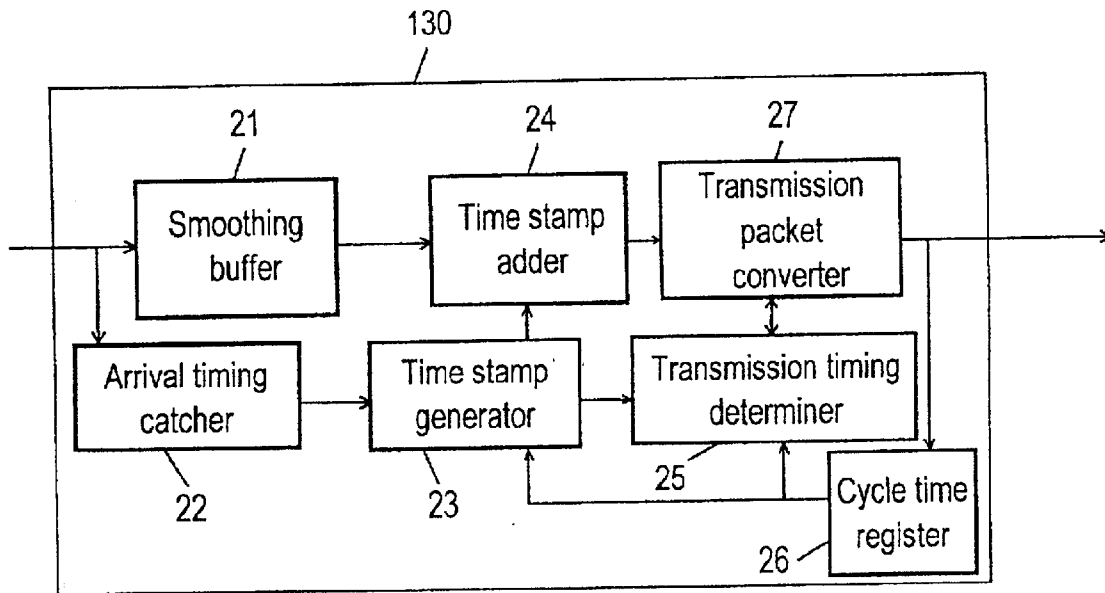 130
21
24
27
Smoothing
buffer
Time stamp
adder
Transmission
packet
converter
Arrival timing
catcher
Time stamp
generator
Transmission timing
determiner
22
23
25
Cycle time
register
26